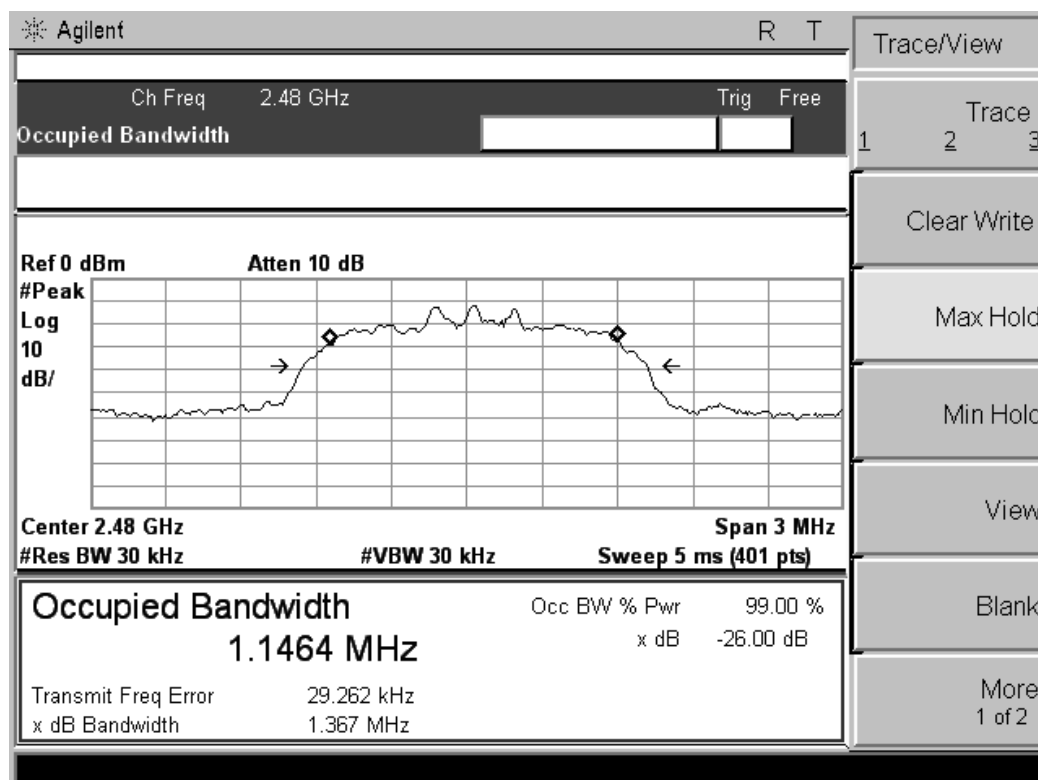 Agilent R T
Ch Freq 2.48 GHz Trig Free
Occupied Bandwidth
Ref 0 dBm Atten 10 dB
#Peak
Log
10
dB/
Center 2.48 GHz Span 3 MHz
#Res BW 30 kHz #VBW 30 kHz Sweep 5 ms (401 pts)
Occupied Bandwidth
1.1464 MHz
Occ BW % Pwr 99.00 %
x dB -26.00 dB
Transmit Freq Error 29.262 kHz
x dB Bandwidth 1.367 MHz
Trace/View
Trace
1 2 3
Clear Write
Max Hold
Min Hold
View
Blank
More
1 of 2